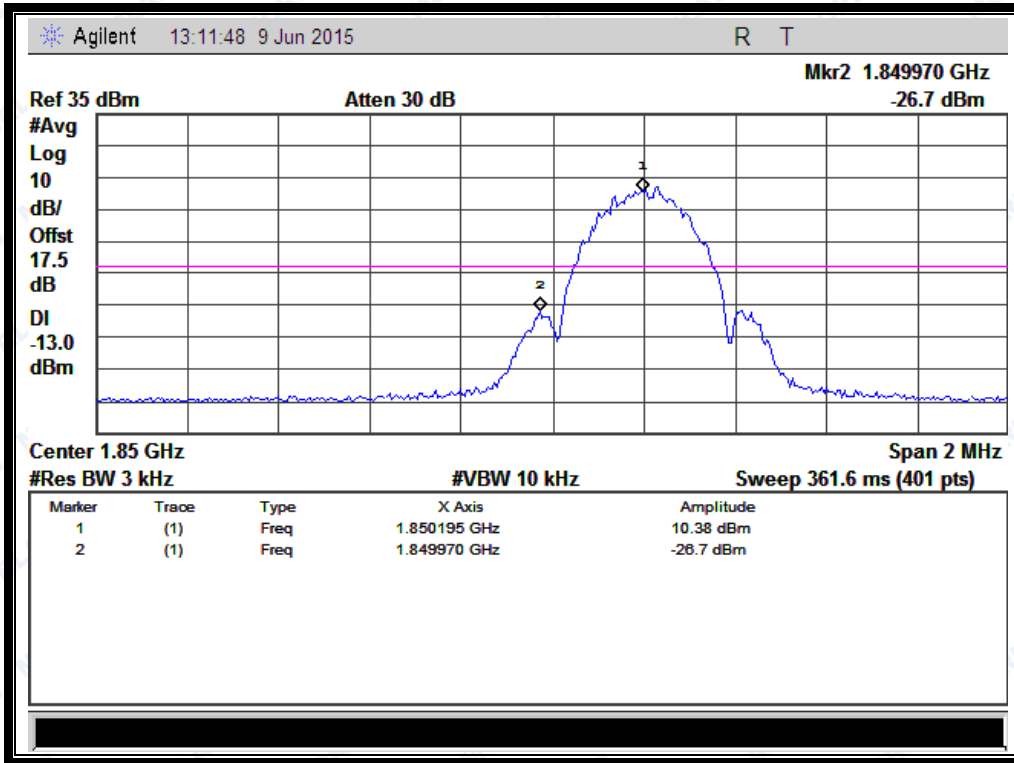 Agilent 13:11:48 9 Jun 2015 R T
Mkr2 1.849970 GHz
Ref 35 dBm Atten 30 dB -26.7 dBm
#Avg
Log
10
dB/
Offst
17.5
dB
DI
-13.0
dBm
1
2
Center 1.85 GHz Span 2 MHz
#Res BW 3 kHz #VBW 10 kHz Sweep 361.6 ms (401 pts)
Marker Trace Type X Axis Amplitude
1 (1) Freq 1.850195 GHz 10.38 dBm
2 (1) Freq 1.849970 GHz -26.7 dBm